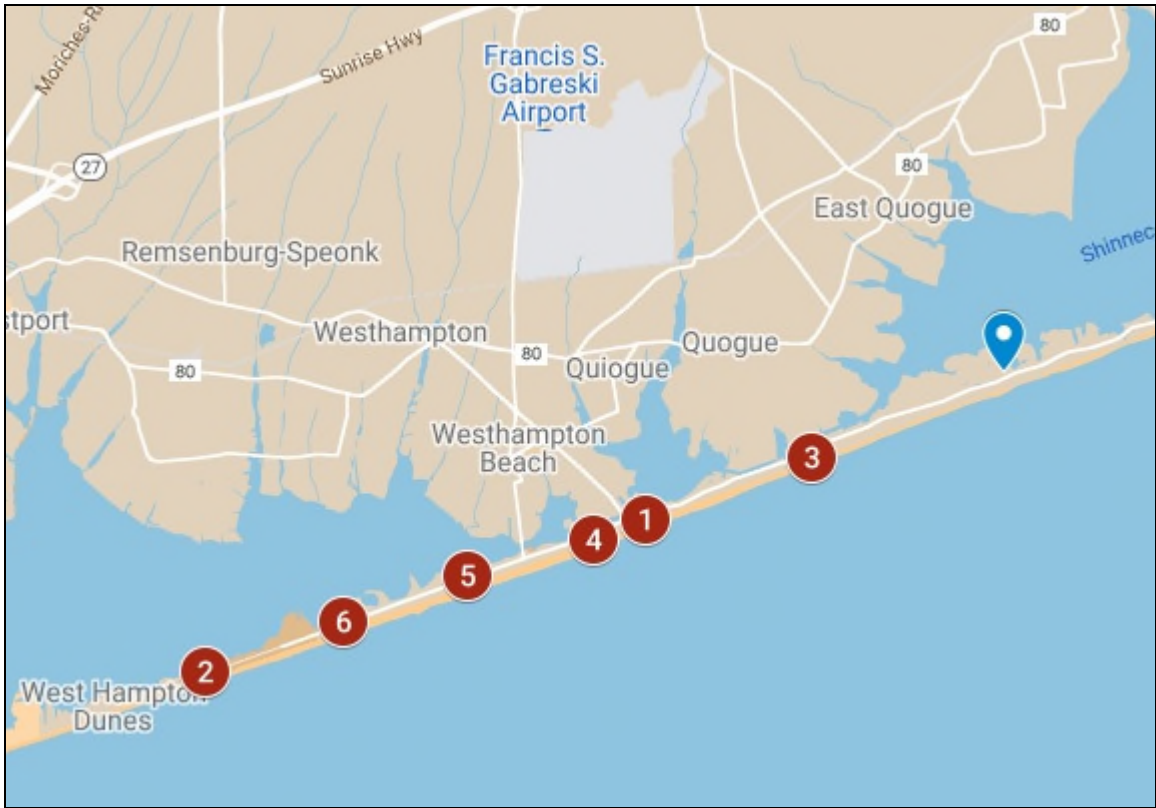 Moriches-Ri
Sunrise Hwy
Francis S.
Gabreski
Airport
80
27
80
East Quogue
Shinnec
Remsenburg-Speonk
stport
Westhampton
80
Quogue
Quiogue
80
Westhampton
Beach
3
1
4
5
6
2
West Hampton
Dunes